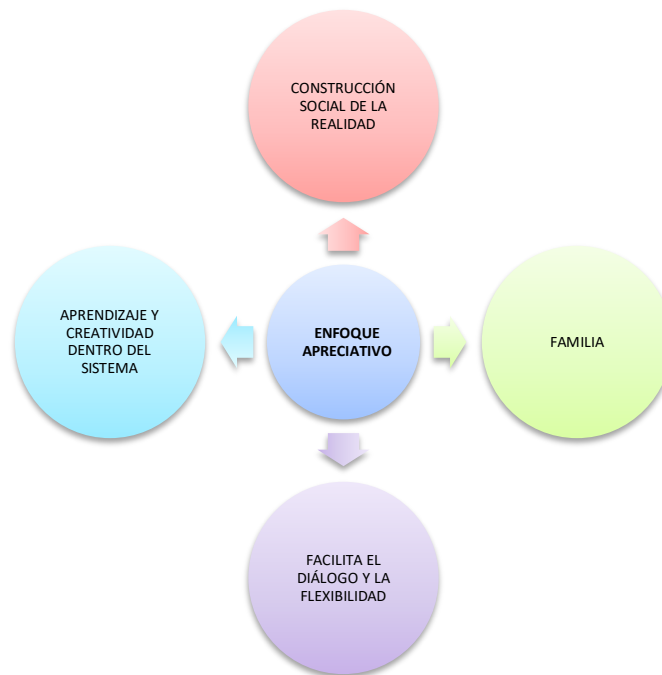 CONSTRUCCIÓN
SOCIAL DE LA
REALIDAD
APRENDIZAJE Y
CREATIVIDAD
DENTRO DEL
SISTEMA
ENFOQUE
APRECIATIVO
FAMILIA
FACILITA EL
DIÁLOGO Y LA
FLEXIBILIDAD